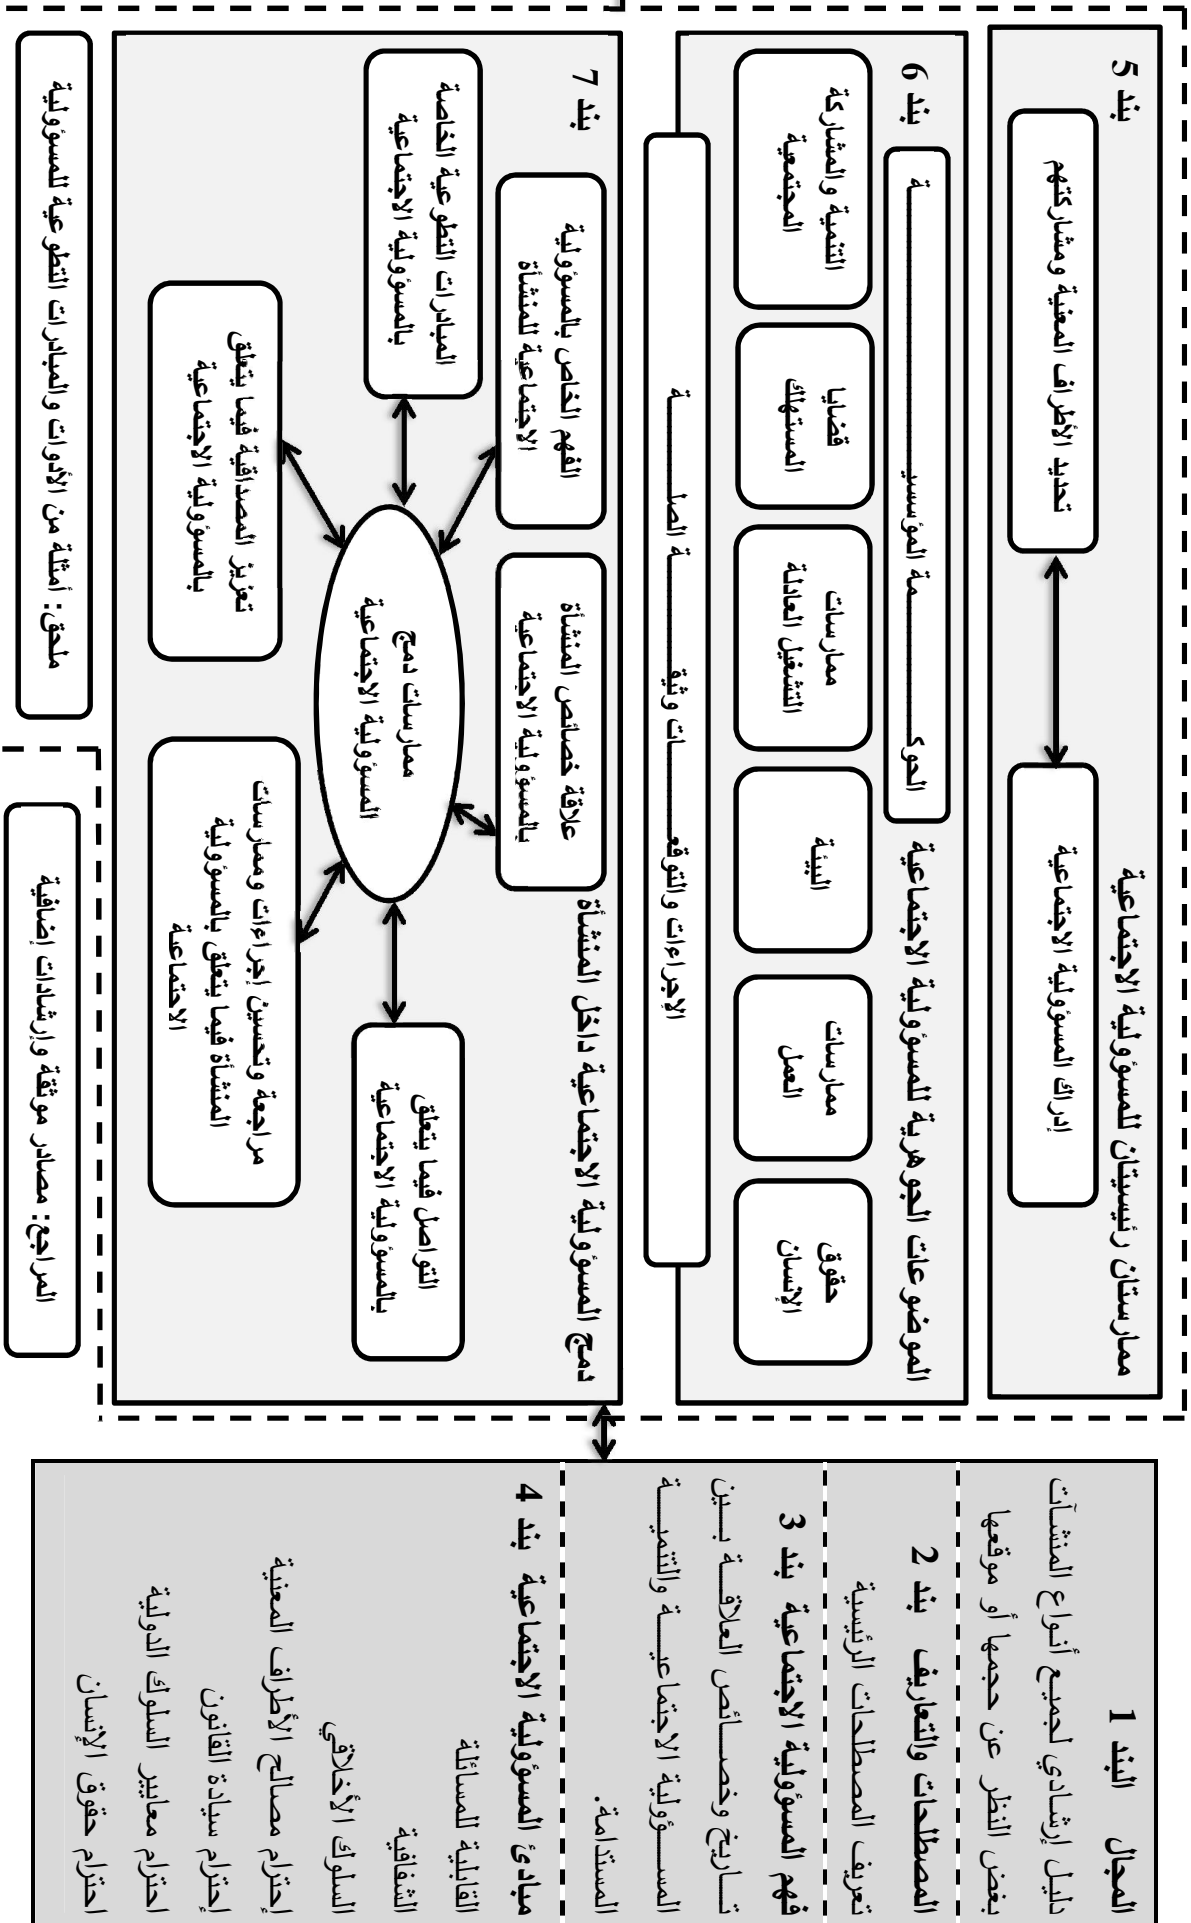 المجال البند 1
دليل إرشادي لجميع أنواع المنشآت
بغض النظر عن حجمها أو موقعها
المصطلحات والتعاريف بند 2
تعريف المصطلحات الرئيسية
فهم المسؤولية الاجتماعية بند 3
تاريخ وخصائص العلاقة بين
المسؤولية الاجتماعية والتنمية
المستدامة.
مبادئ المسؤولية الاجتماعية بند 4
القابلية للمسائلة
الشفافية
السلوك الأخلاقي
إحترام مصالح الأطراف المعنية
إحترام سيادة القانون
احترام معايير السلوك الدولية
احترام حقوق الإنسان
ممارستان رئيسيتان للمسؤولية الاجتماعية
بند 5
إدراك المسؤولية الاجتماعية
تحديد الأطراف المعنية ومشاركتهم
الموضوعات الجوهرية للمسؤولية الاجتماعية
بند 6
الحوكمة المؤسسية
حقوق
الإنسان
ممارسات
العمل
البيئة
ممارسات
التشغيل العادلة
قضايا
المستهلك
التنمية والمشاركة
المجتمعية
الاجراءات والتوقعات وثيقة الصلة
دمج المسؤولية الاجتماعية داخل المنشأة
بند 7
علاقة خصائص المنشأة
بالمسؤولية الاجتماعية
الفهم الخاص بالمسؤولية
الاجتماعية للمنشأة
التواصل فيما يتعلق
بالمسؤولية الاجتماعية
ممارسات دمج
المسؤولية الاجتماعية
المبادرات التطوعية الخاصة
بالمسؤولية الاجتماعية
مراجعة وتحسين إجراءات وممارسات
المنشأة فيما يتعلق بالمسؤولية
الاجتماعية
تعزيز المصداقية فيما يتعلق
بالمسؤولية الاجتماعية
المراجع: مصادر موثقة وإرشادات إضافية
ملحق: أمثلة من الأدوات والمبادرات التطوعية للمسؤولية